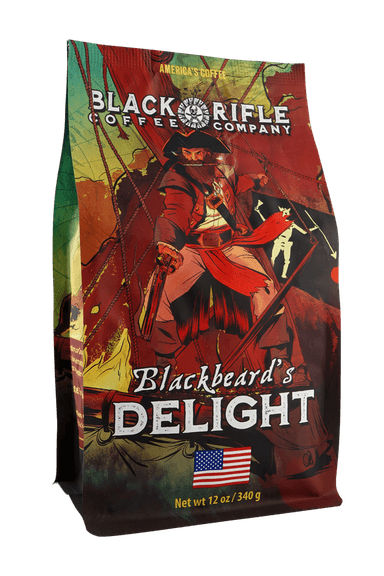 AMERICA'S COFFEE
BLACK RIFLE
COFFEE COMPANY
Blackbeard's
DELIGHT
Net wt 12 oz / 340 g